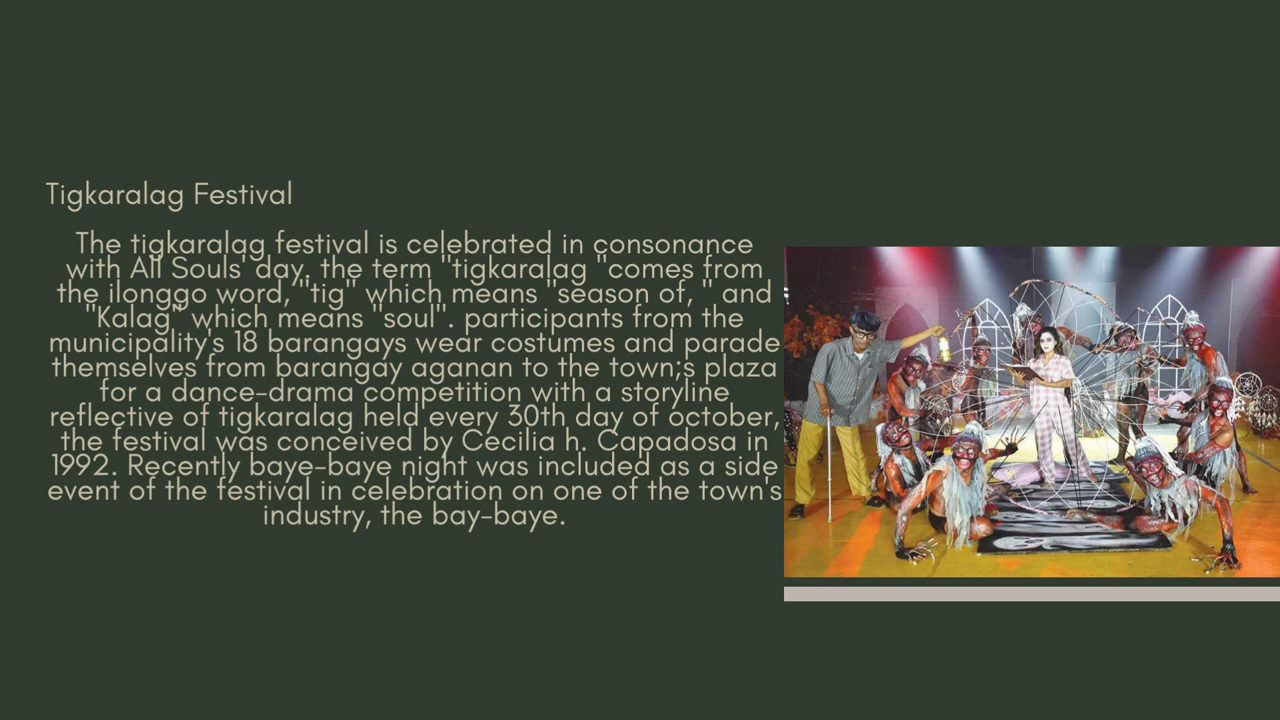 Tigkaralag Festival
The tigkaralag festival is celebrated in consonance
with All Souls' day. the term "tigkaralag "comes from
the ilonggo word, "tig" which means "season of, " and
"Kalag" which means "soul". participants from the
municipality's 18 barangays wear costumes and parade
themselves from barangay aganan to the town;s plaza
for a dance-drama competition with a storyline
reflective of tigkaralag held every 30th day of october,
the festival was conceived by Cecilia h. Capadosa in
1992. Recently baye-baye night was included as a side
event of the festival in celebration on one of the town's
industry, the bay-baye.